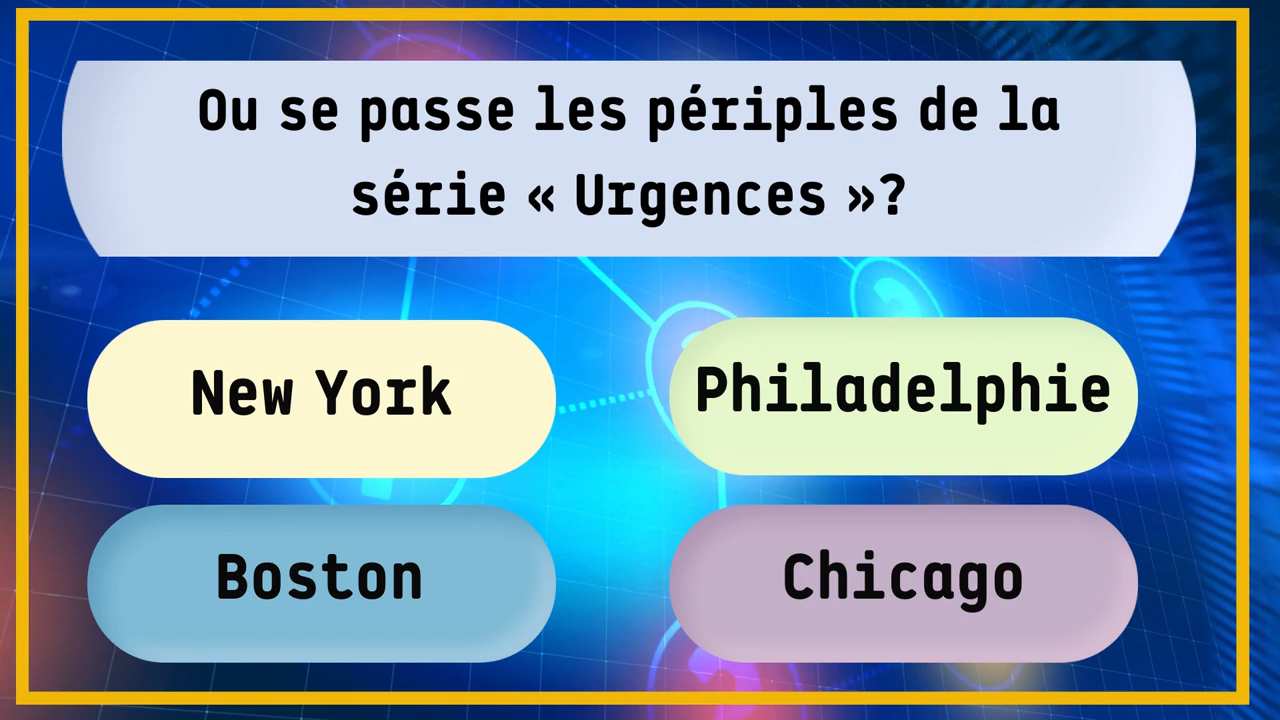 Ou se passe les périples de la
série « Urgences »?
New York
Philadelphie
Boston
Chicago